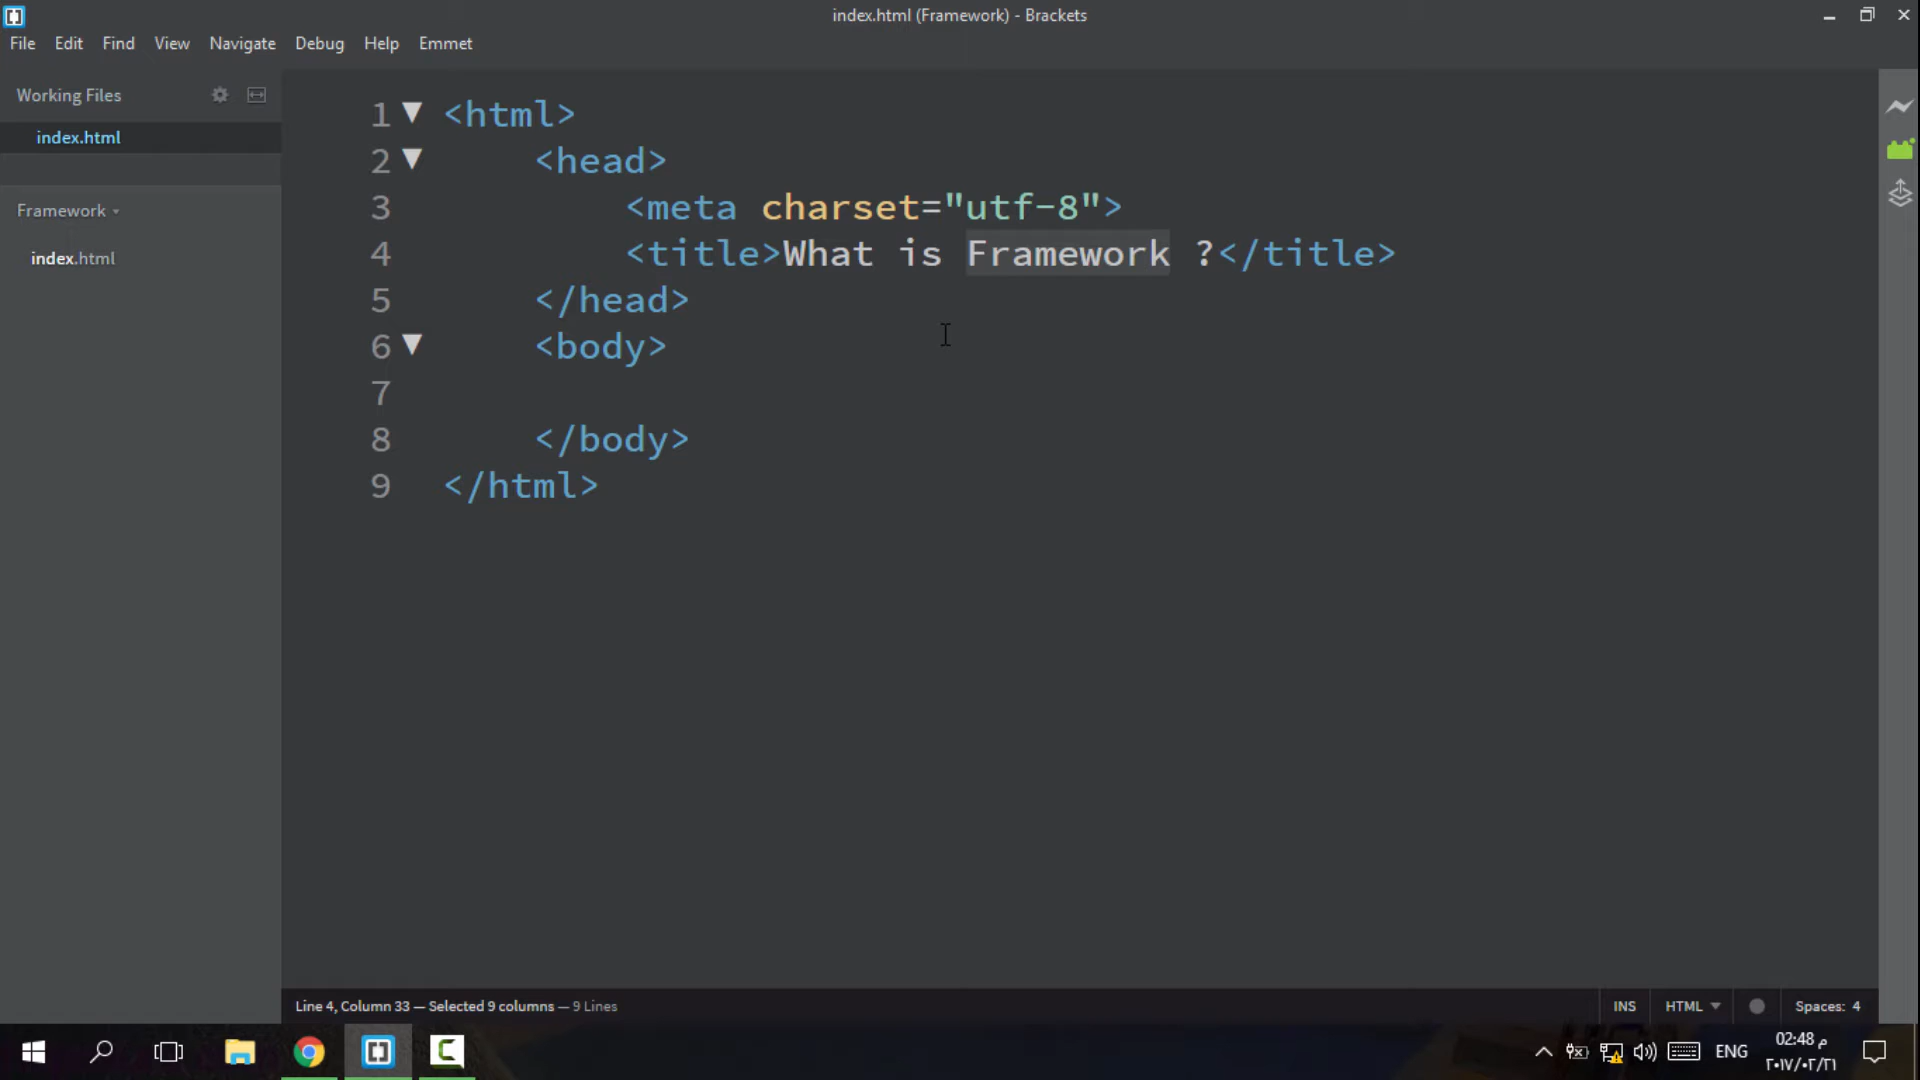 index.html (Framework) - Brackets
File Edit Find View Navigate Debug Help Emmet
Working Files
index.html
Framework
index.html
1 <html>
2 <head>
3 <meta charset="utf-8">
4 <title>What is Framework ?</title>
5 </head>
6 <body>
7
8 </body>
9 </html>
Line 4, Column 33 — Selected 9 columns — 9 Lines
INS HTML Spaces: 4
ENG
02:48 م
٢٠١٧/٠٢/٢١